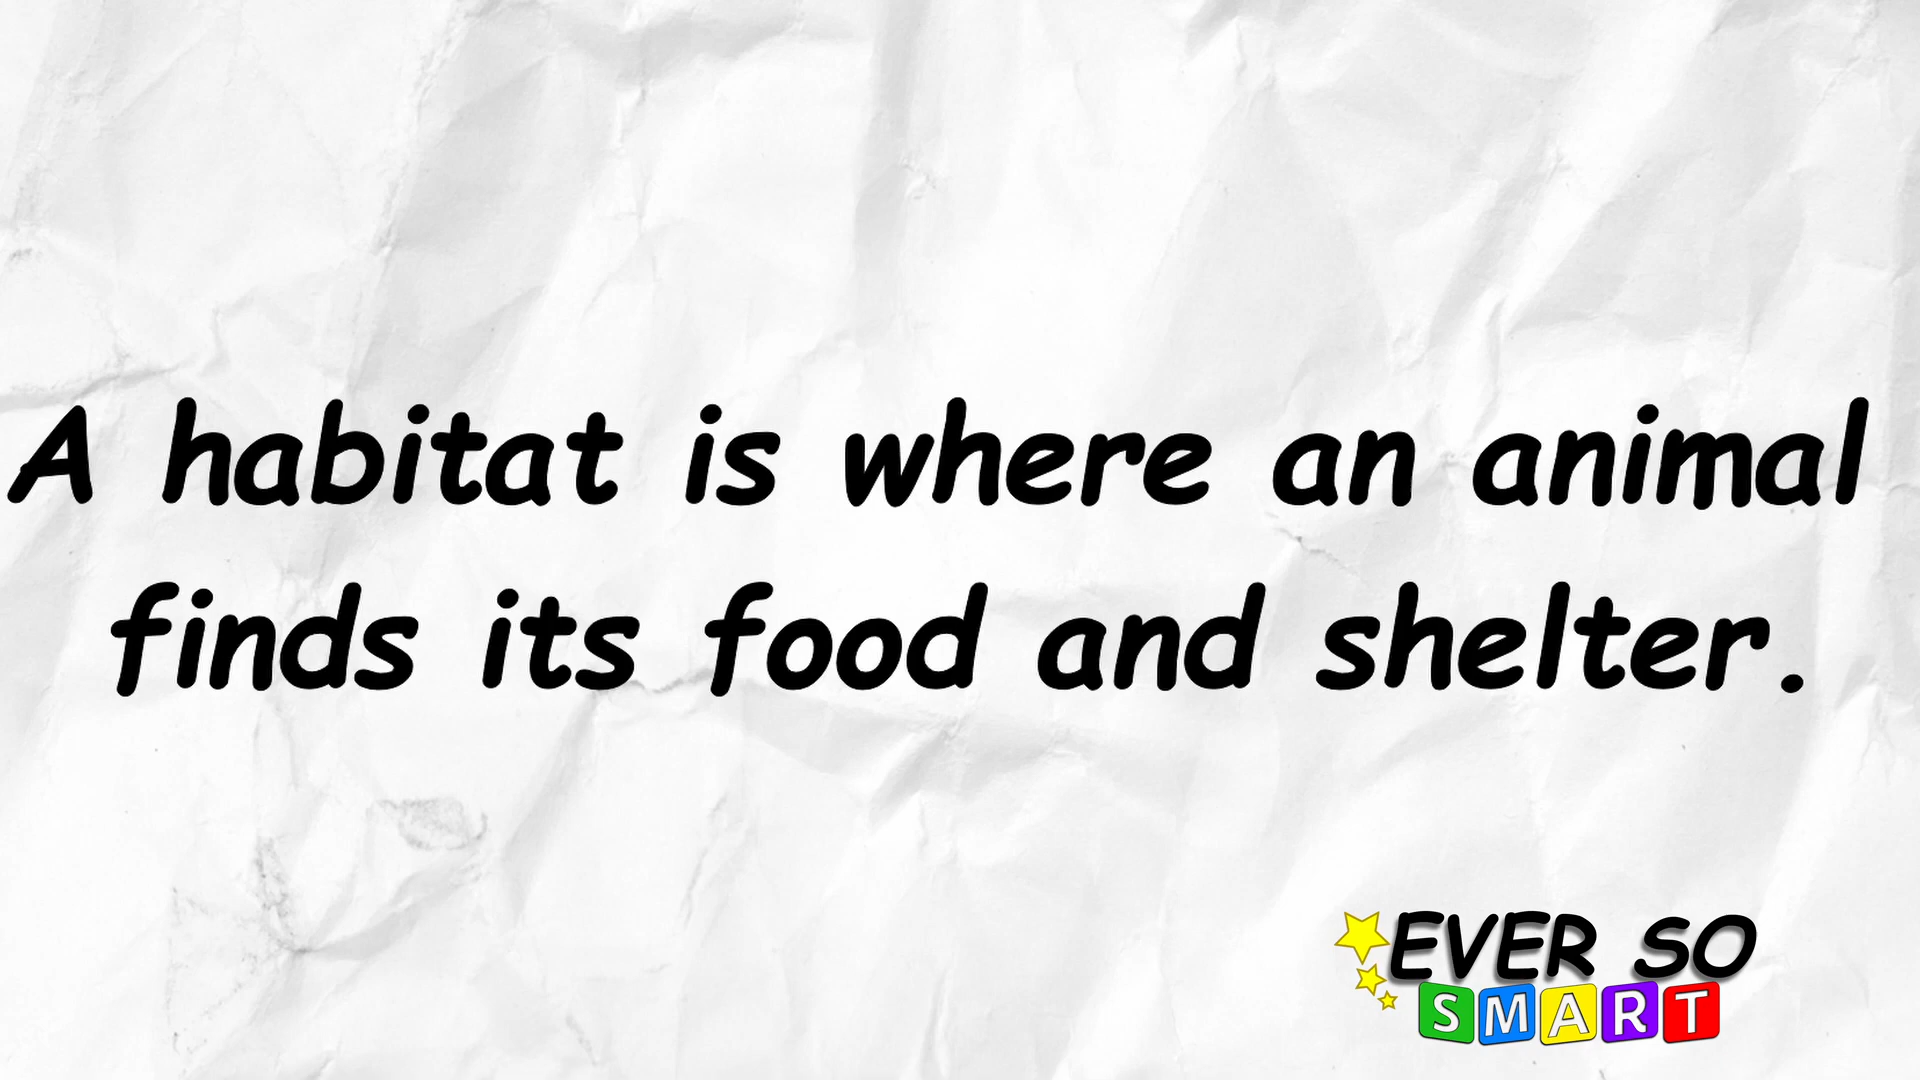 A habitat is where an animal
finds its food and shelter.
EVER SO
SMART